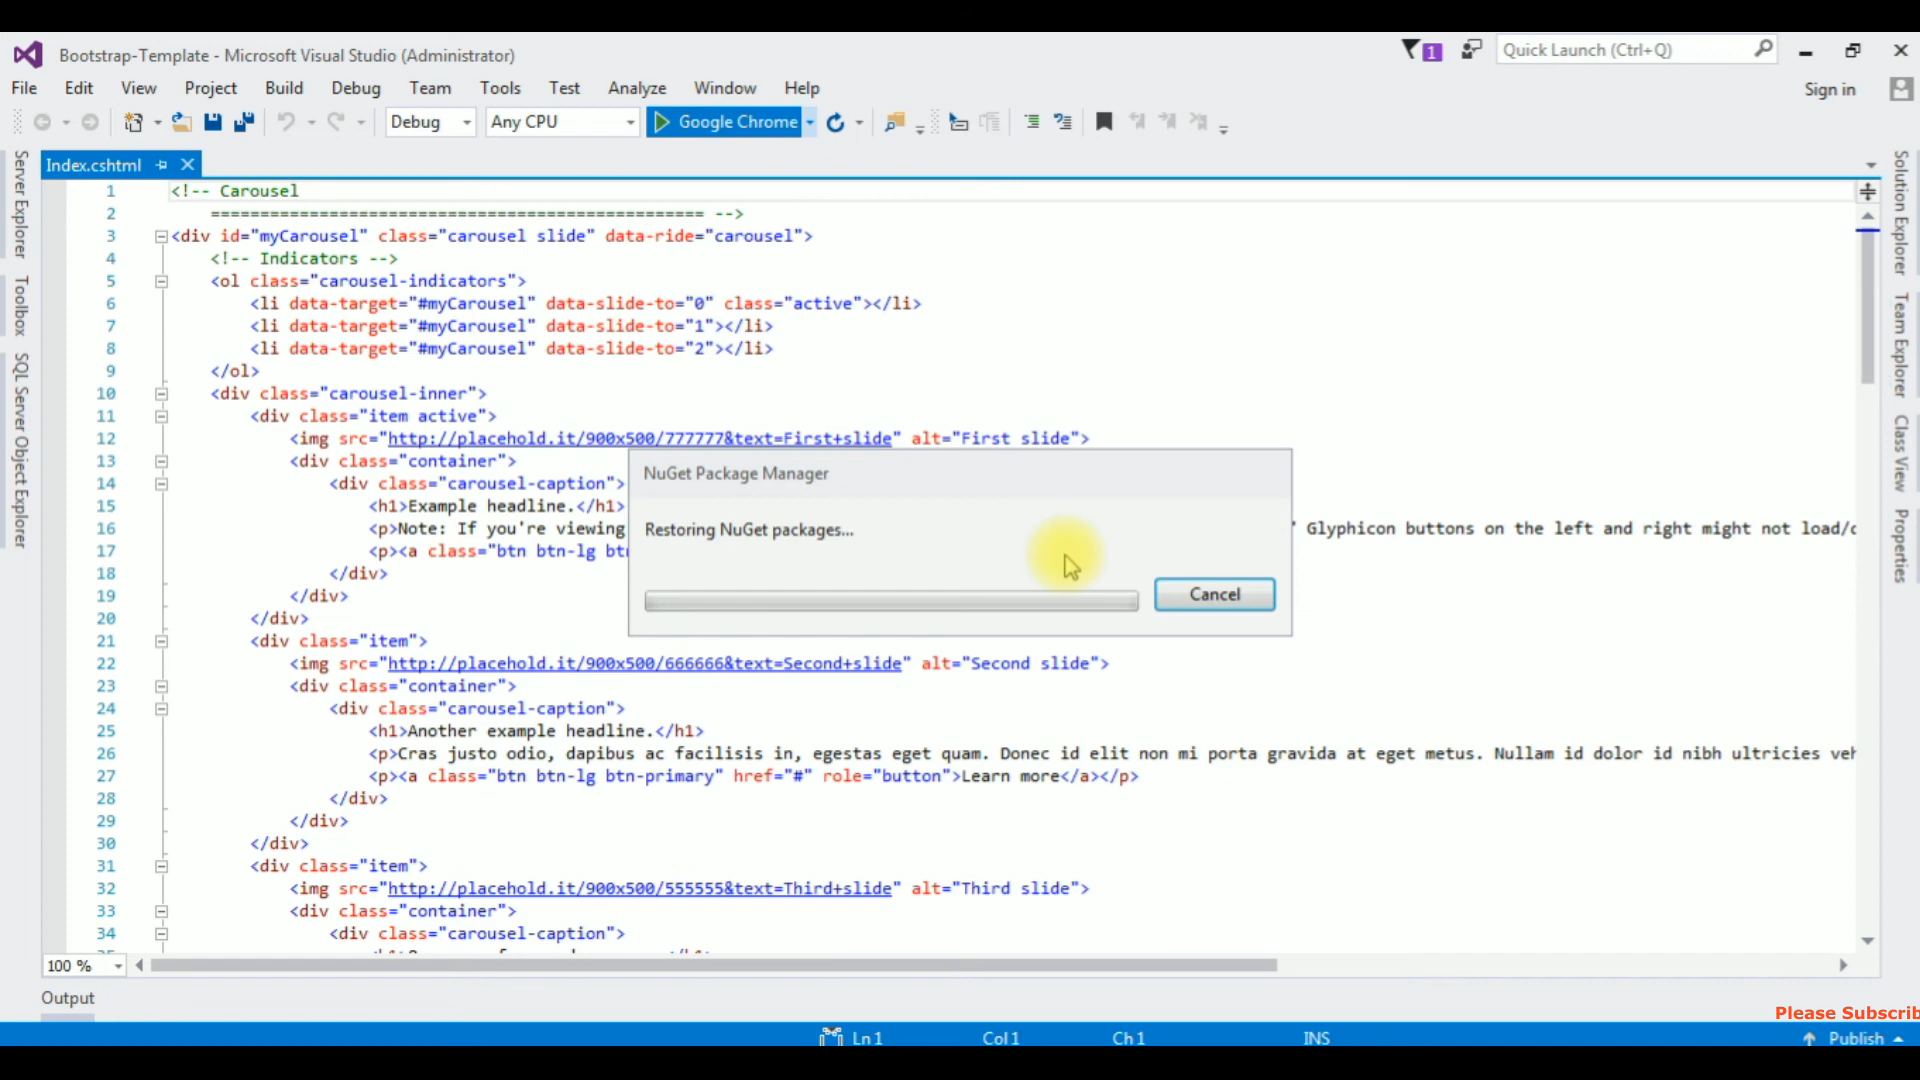 Bootstrap-Template - Microsoft Visual Studio (Administrator)
1
Quick Launch (Ctrl+Q)
File Edit View Project Build Debug Team Tools Test Analyze Window Help
Sign in
Debug Any CPU Google Chrome
Index.cshtml
Server Explorer
Toolbox
SQL Server Object Explorer
1 <!-- Carousel
2 ================================================== -->
3 <div id="myCarousel" class="carousel slide" data-ride="carousel">
4 <!-- Indicators -->
5 <ol class="carousel-indicators">
6 <li data-target="#myCarousel" data-slide-to="0" class="active"></li>
7 <li data-target="#myCarousel" data-slide-to="1"></li>
8 <li data-target="#myCarousel" data-slide-to="2"></li>
9 </ol>
10 <div class="carousel-inner">
11 <div class="item active">
12 <img src="http://placehold.it/900x500/777777&text=First+slide" alt="First slide">
13 <div class="container">
14 <div class="carousel-caption">
15 <h1>Example headline.</h1>
16 <p>Note: If you're viewing " Glyphicon buttons on the left and right might not load/
17 <p><a class="btn btn-lg
18 </div>
19 </div>
20 </div>
21 <div class="item">
22 <img src="http://placehold.it/900x500/666666&text=Second+slide" alt="Second slide">
23 <div class="container">
24 <div class="carousel-caption">
25 <h1>Another example headline.</h1>
26 <p>Cras justo odio, dapibus ac facilisis in, egestas eget quam. Donec id elit non mi porta gravida at eget metus. Nullam id dolor id nibh ultricies veh
27 <p><a class="btn btn-lg btn-primary" href="#" role="button">Learn more</a></p>
28 </div>
29 </div>
30 </div>
31 <div class="item">
32 <img src="http://placehold.it/900x500/555555&text=Third+slide" alt="Third slide">
33 <div class="container">
34 <div class="carousel-caption">
NuGet Package Manager
Restoring NuGet packages...
Cancel
Solution Explorer
Team Explorer
Class View
Properties
100 %
Output
Please Subscrib
Ln 1 Col 1 Ch 1 INS Publish